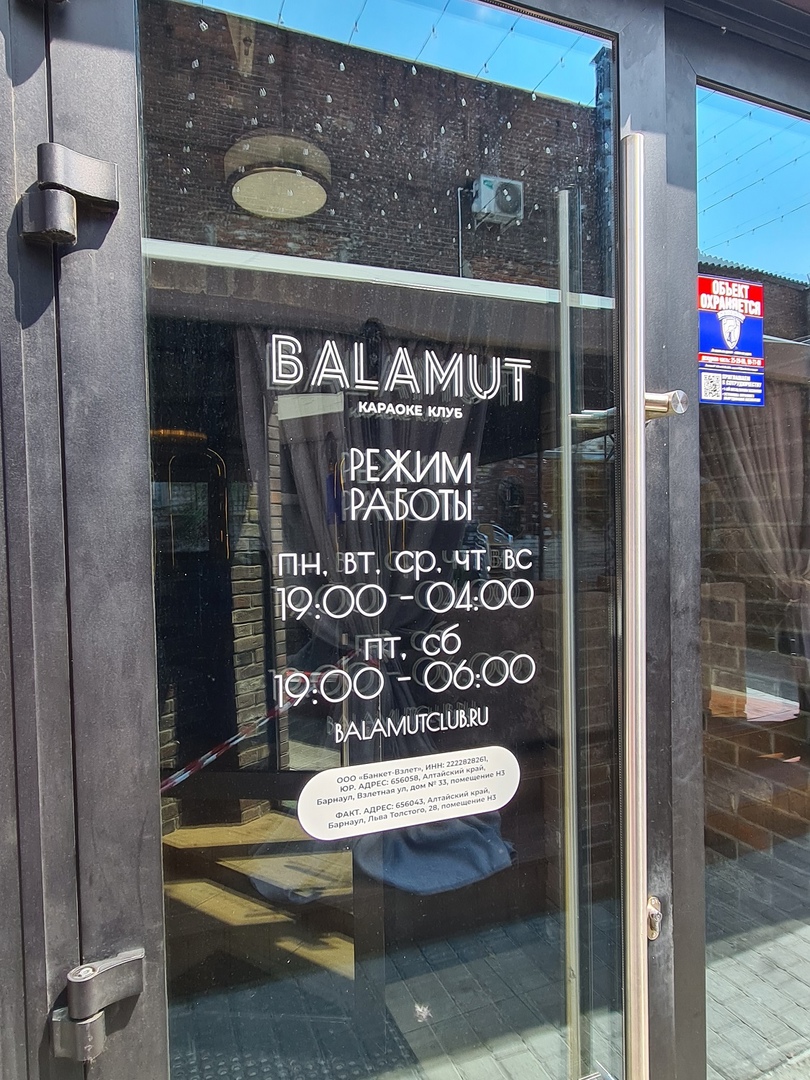 BALAMUT
КАРАОКЕ КЛУБ
РЕЖИМ
РАБОТЫ
ПН, ВТ, СР, ЧТ, ВС
19:00 - 04:00
ПТ, СБ
19:00 - 06:00
BALAMUTCLUB.RU
ООО «Банкет-Взлет», ИНН: 2222828261,
ЮР. АДРЕС: 656058, Алтайский край,
Барнаул, Взлетная ул, дом № 33, помещение Н3
ФАКТ. АДРЕС: 656043, Алтайский край,
Барнаул, Льва Толстого, 28, помещение Н3
ОБЪЕКТ
ОХРАНЯЕТСЯ
ПРИГЛАШАЕМ
К СОТРУДНИЧЕСТВУ